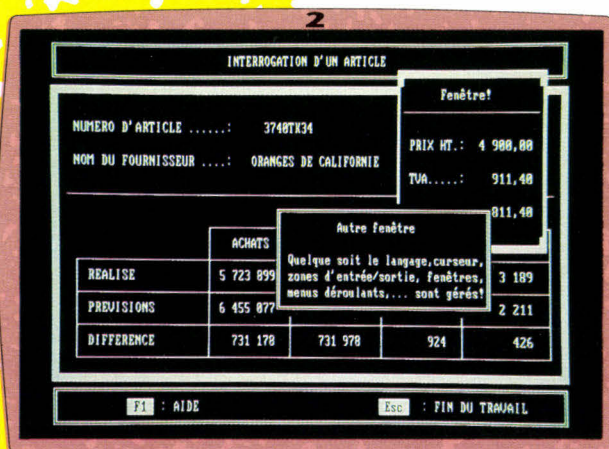 2
INTERROGATION D'UN ARTICLE
Fenêtre!
NUMERO D'ARTICLE ......: 3740TX34
PRIX HT.: 4 900,00
NOM DU FOURNISSEUR ....: ORANGES DE CALIFORNIE
TVA.....: 911,40
811,40
Autre fenêtre
ACHATS
Quelque soit le langage,curseur,
REALISE 5 723 899 zones d'entrée/sortie, fenêtres, 3 189
menus déroulants,... sont gérés!
PREVISIONS 6 455 077 2 211
DIFFERENCE 731 178 731 978 924 426
F1 : AIDE Esc : FIN DU TRAVAIL